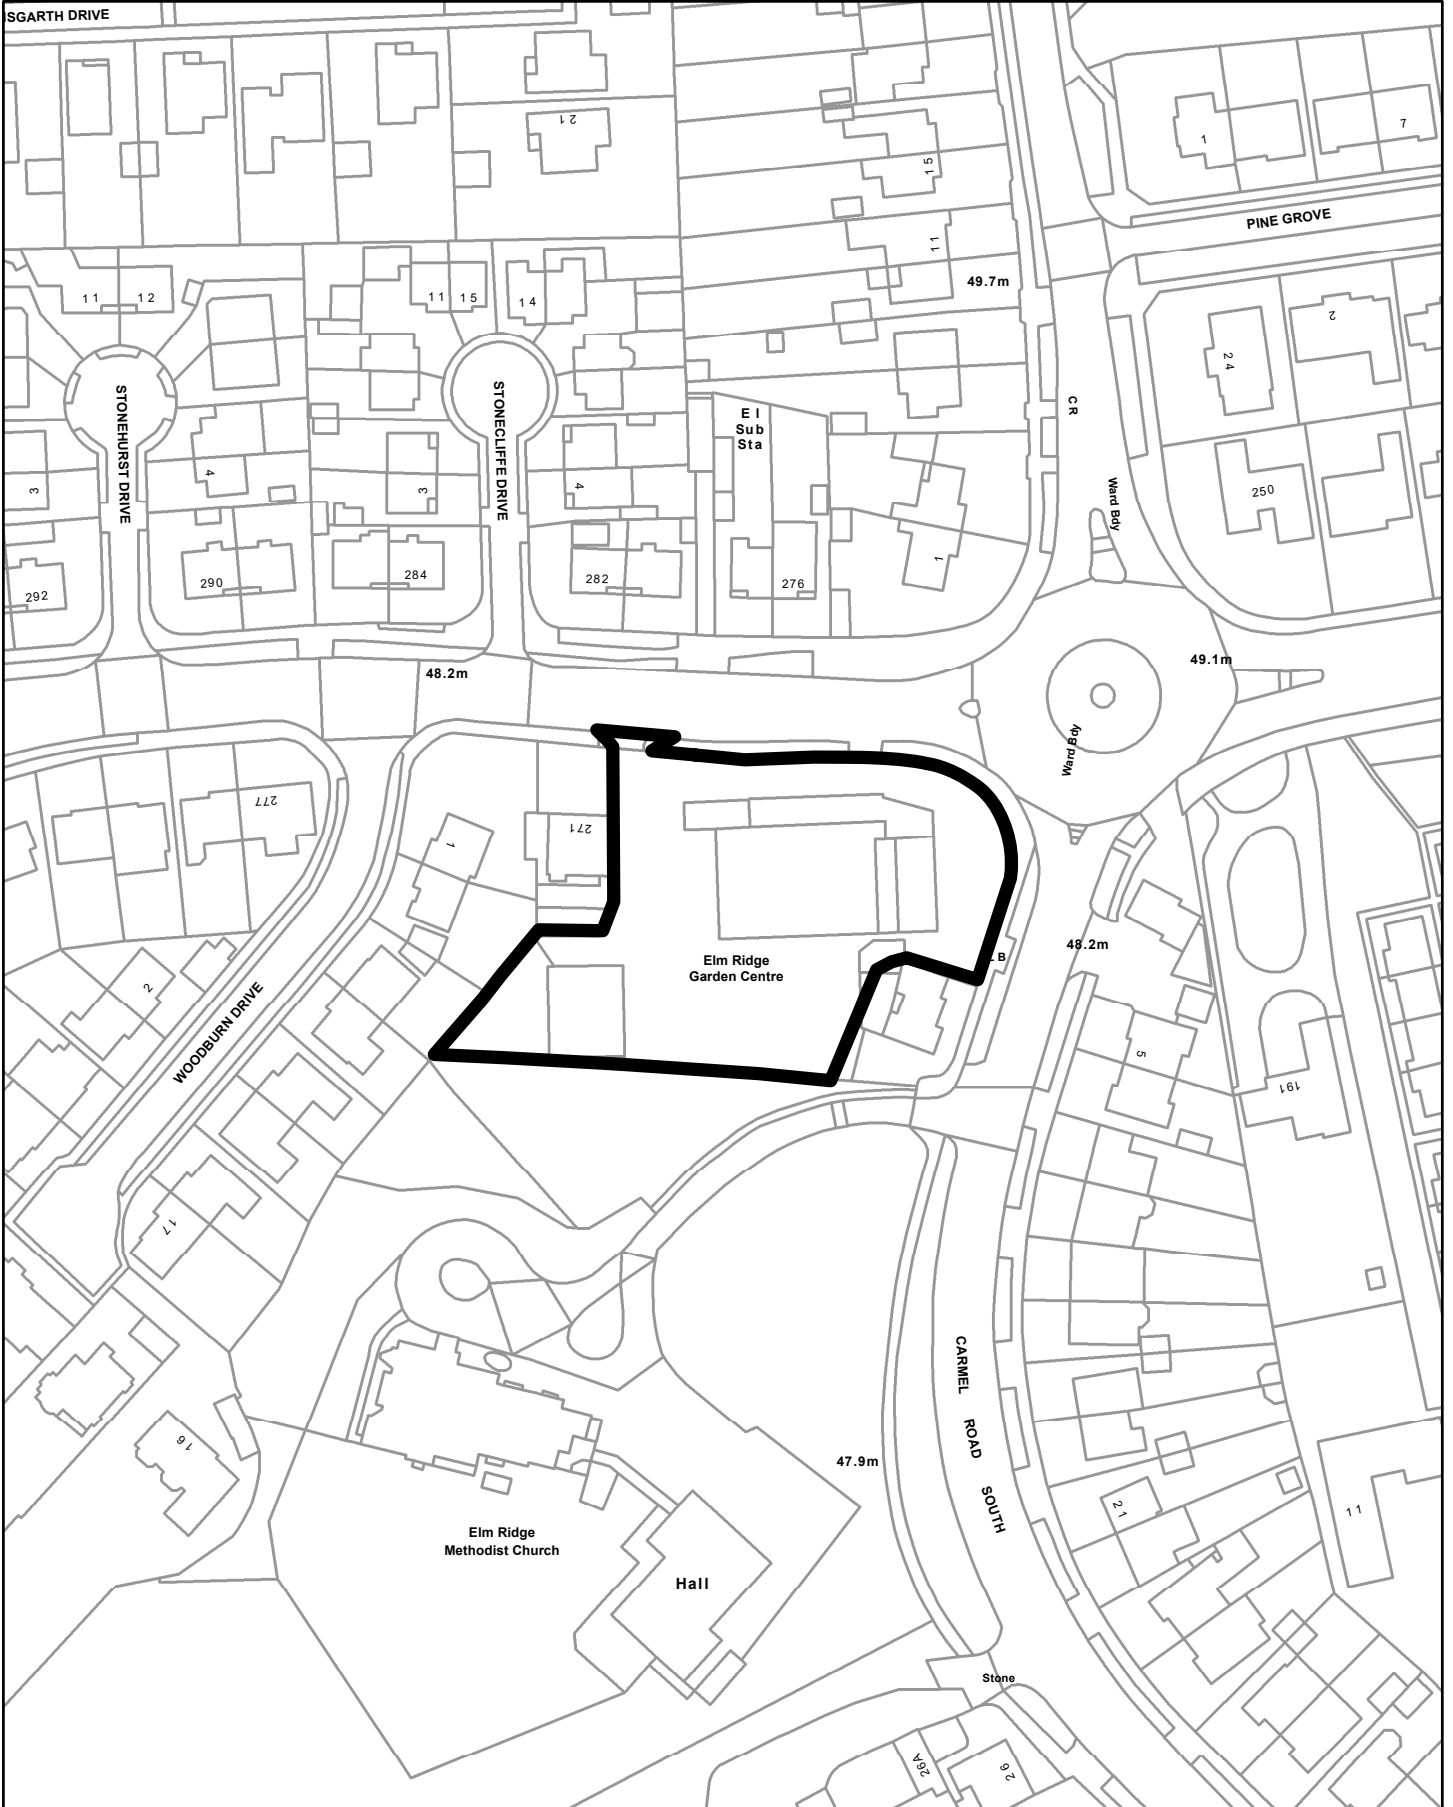 SGARTH DRIVE
21
1
7
15
PINE GROVE
11
49.7m
11
12
11
15
14
2
24
STONEHURST DRIVE
STONECLIFFE DRIVE
El
Sub
Sta
CR
3
4
3
4
Ward Bdy
250
292
290
284
282
276
1
48.2m
49.1m
Ward Bdy
277
271
1
48.2m
LB
Elm Ridge
Garden Centre
2
WOODBURN DRIVE
5
191
17
CARMEL ROAD SOUTH
16
47.9m
21
11
Elm Ridge
Methodist Church
Hall
Stone
26A
26